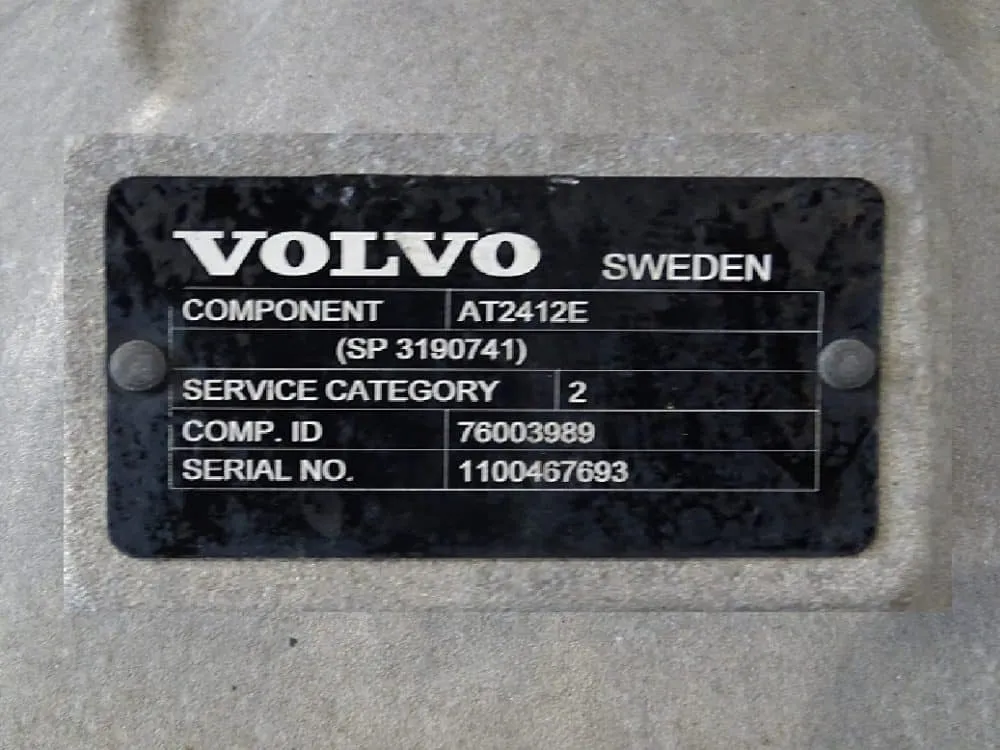 VOLVO SWEDEN
COMPONENT AT2412E
(SP 3190741)
SERVICE CATEGORY 2
COMP. ID 76003989
SERIAL NO. 1100467693